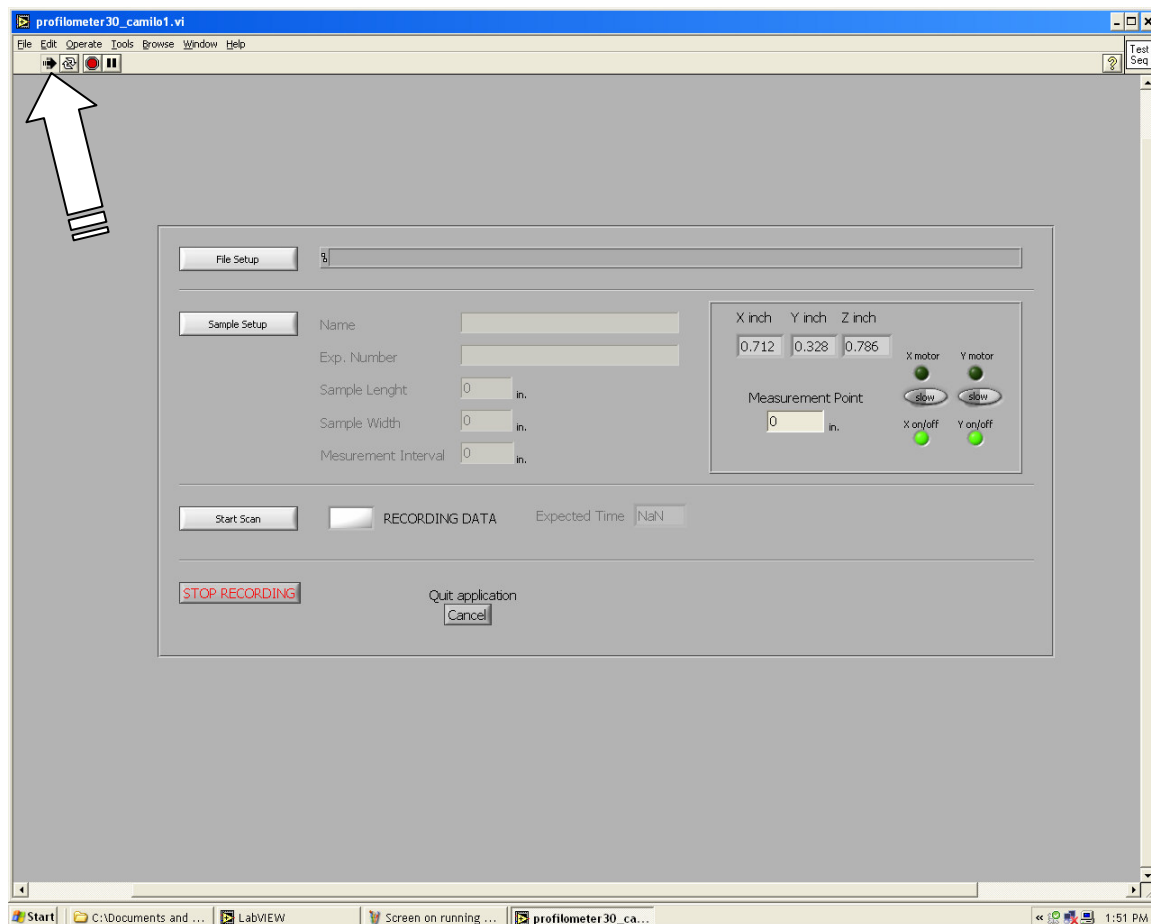 profilometer30_camilo1.vi
File Edit Operate Tools Browse Window Help
Test
Seq
File Setup
Sample Setup
Name
Exp. Number
Sample Lenght 0 in.
Sample Width 0 in.
Mesurement Interval 0 in.
X inch Y inch Z inch
0.712 0.328 0.786
X motor Y motor
slow slow
Measurement Point
0 in.
X on/off Y on/off
Start Scan RECORDING DATA Expected Time NaN
STOP RECORDING
Quit application
Cancel
Start C:\Documents and ... LabVIEW Screen on running ... profilometer30_ca... « 1:51 PM